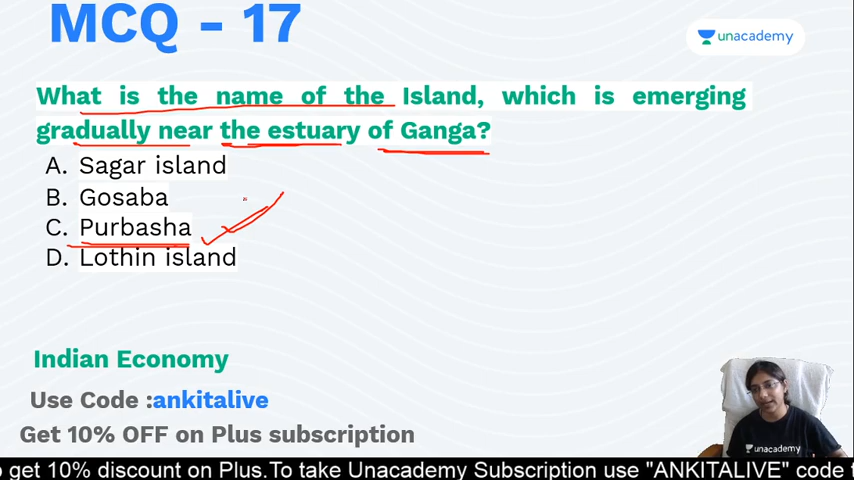 MCQ - 17
unacademy
What is the name of the Island, which is emerging
gradually near the estuary of Ganga?
A. Sagar island
B. Gosaba
C. Purbasha
D. Lothin island
Indian Economy
Use Code :ankitalive
Get 10% OFF on Plus subscription
unacademy
get 10% discount on Plus.To take Unacademy Subscription use "ANKITALIVE" code